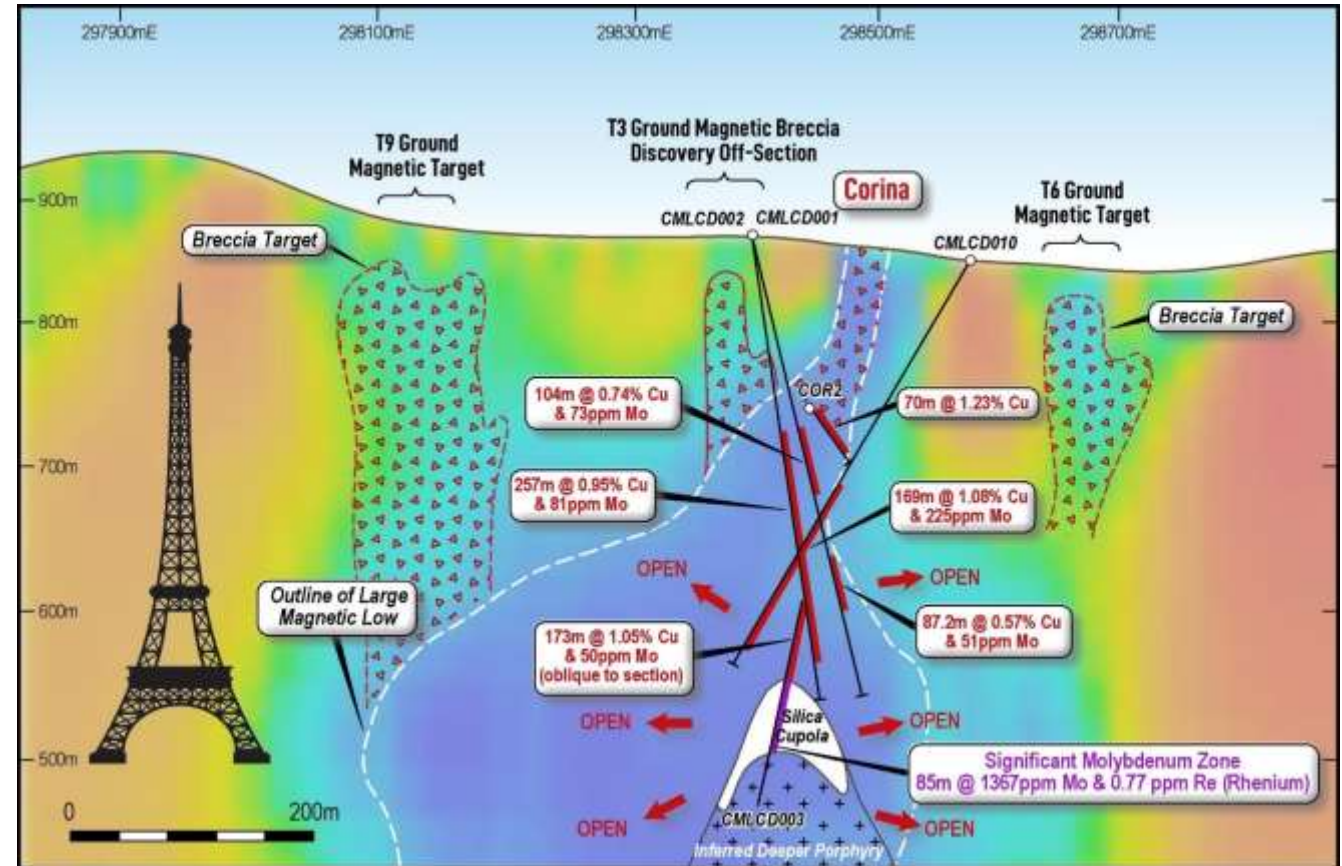 297900mE
298100mE
298300mE
298500mE
298700mE
T9 Ground
Magnetic Target
T3 Ground Magnetic Breccia
Discovery Off-Section
Corina
T6 Ground
Magnetic Target
900m
CMLCD002
CMLCD001
CMLCD010
Breccia Target
800m
Breccia Target
COR2
104m @ 0.74% Cu
& 73ppm Mo
70m @ 1.23% Cu
700m
257m @ 0.95% Cu
& 81ppm Mo
169m @ 1.08% Cu
& 225ppm Mo
OPEN
OPEN
600m
Outline of Large
Magnetic Low
173m @ 1.05% Cu
& 50ppm Mo
(oblique to section)
87.2m @ 0.57% Cu
& 51ppm Mo
OPEN
Silica
Cupola
OPEN
500m
Significant Molybdenum Zone
85m @ 1367ppm Mo & 0.77 ppm Re (Rhenium)
0
200m
OPEN
CMLCD003
OPEN
Inferred Deeper Porphyry